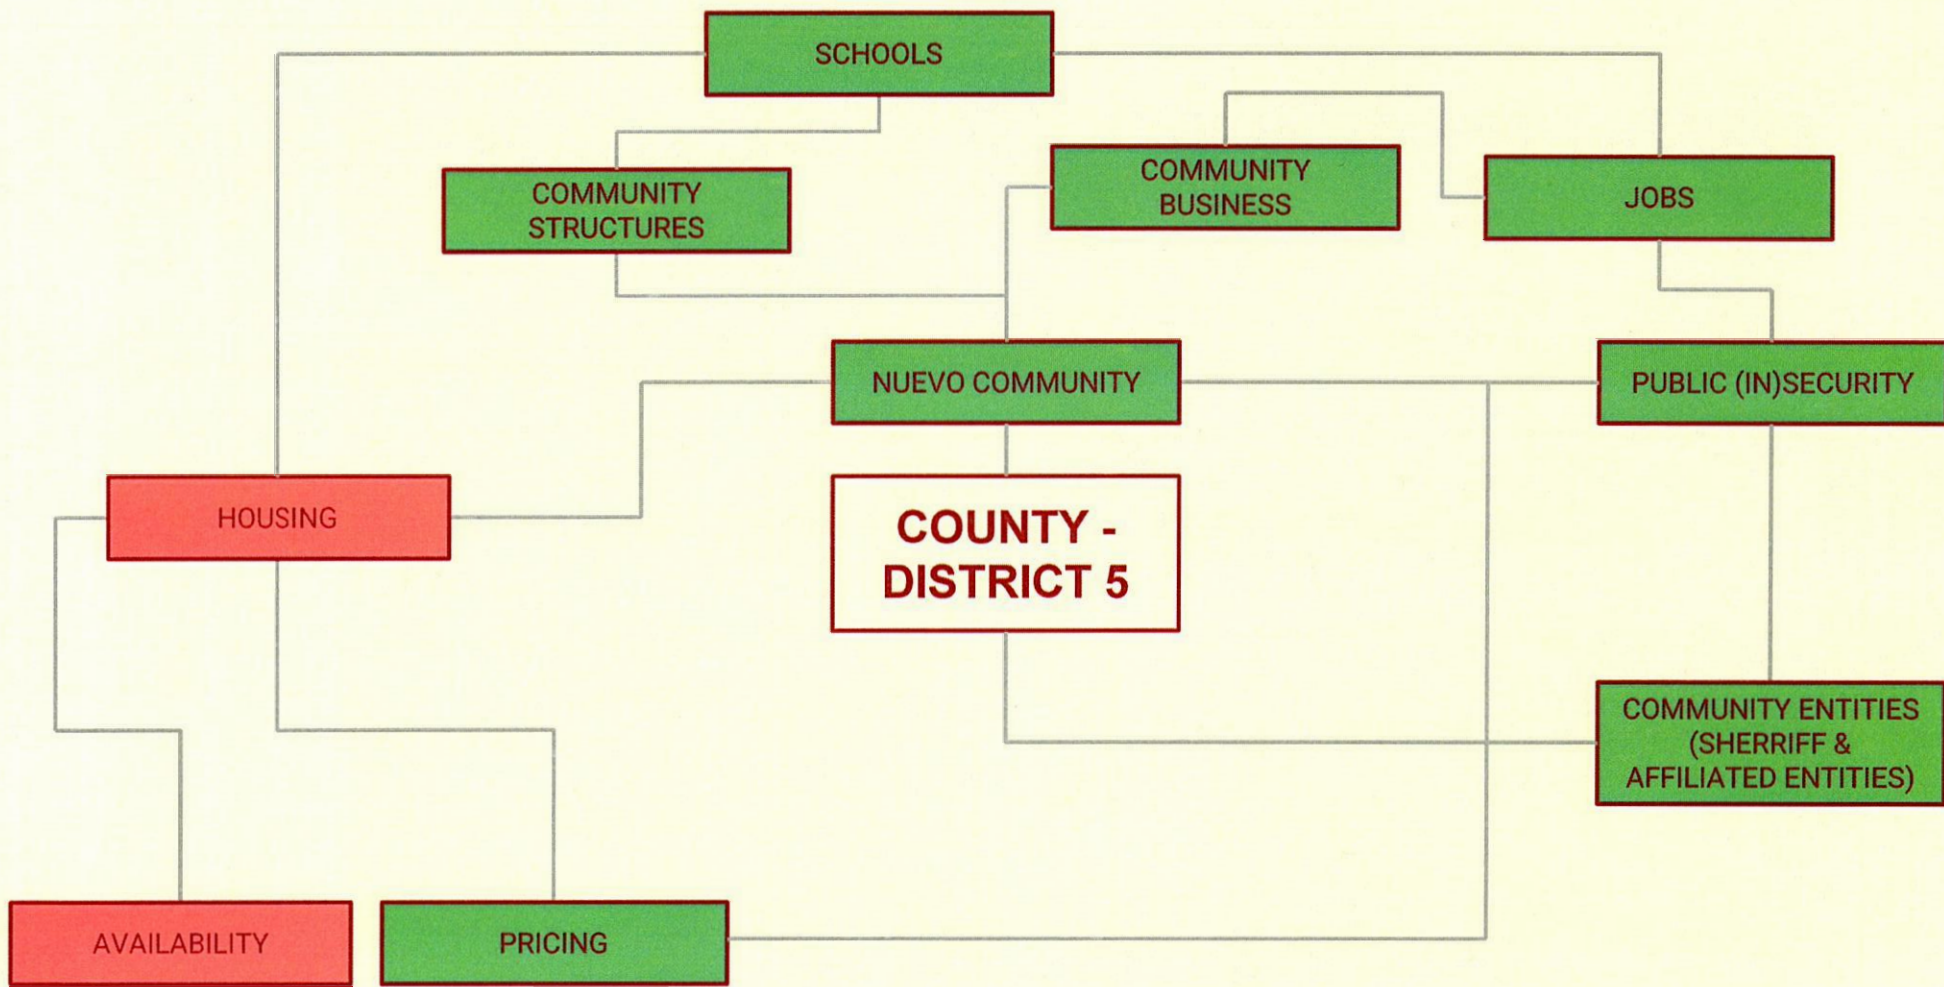 SCHOOLS
COMMUNITY
STRUCTURES
COMMUNITY
BUSINESS
JOBS
NUEVO COMMUNITY
PUBLIC (IN)SECURITY
HOUSING
COUNTY -
DISTRICT 5
COMMUNITY ENTITIES
(SHERRIFF &
AFFILIATED ENTITIES)
AVAILABILITY
PRICING